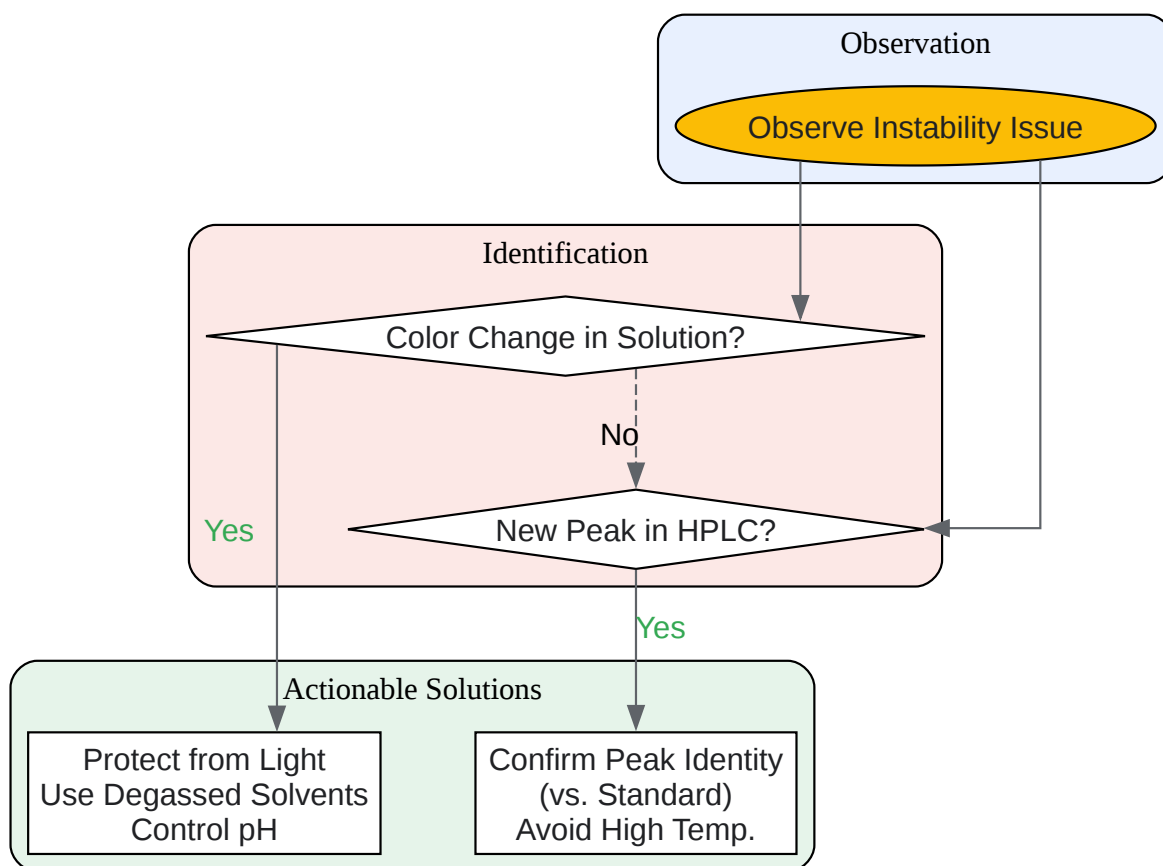 Observation
Observe Instability Issue
Identification
Color Change in Solution?
No
New Peak in HPLC?
Yes
Yes
Actionable Solutions
Protect from Light
Use Degassed Solvents
Control pH
Confirm Peak Identity
(vs. Standard)
Avoid High Temp.